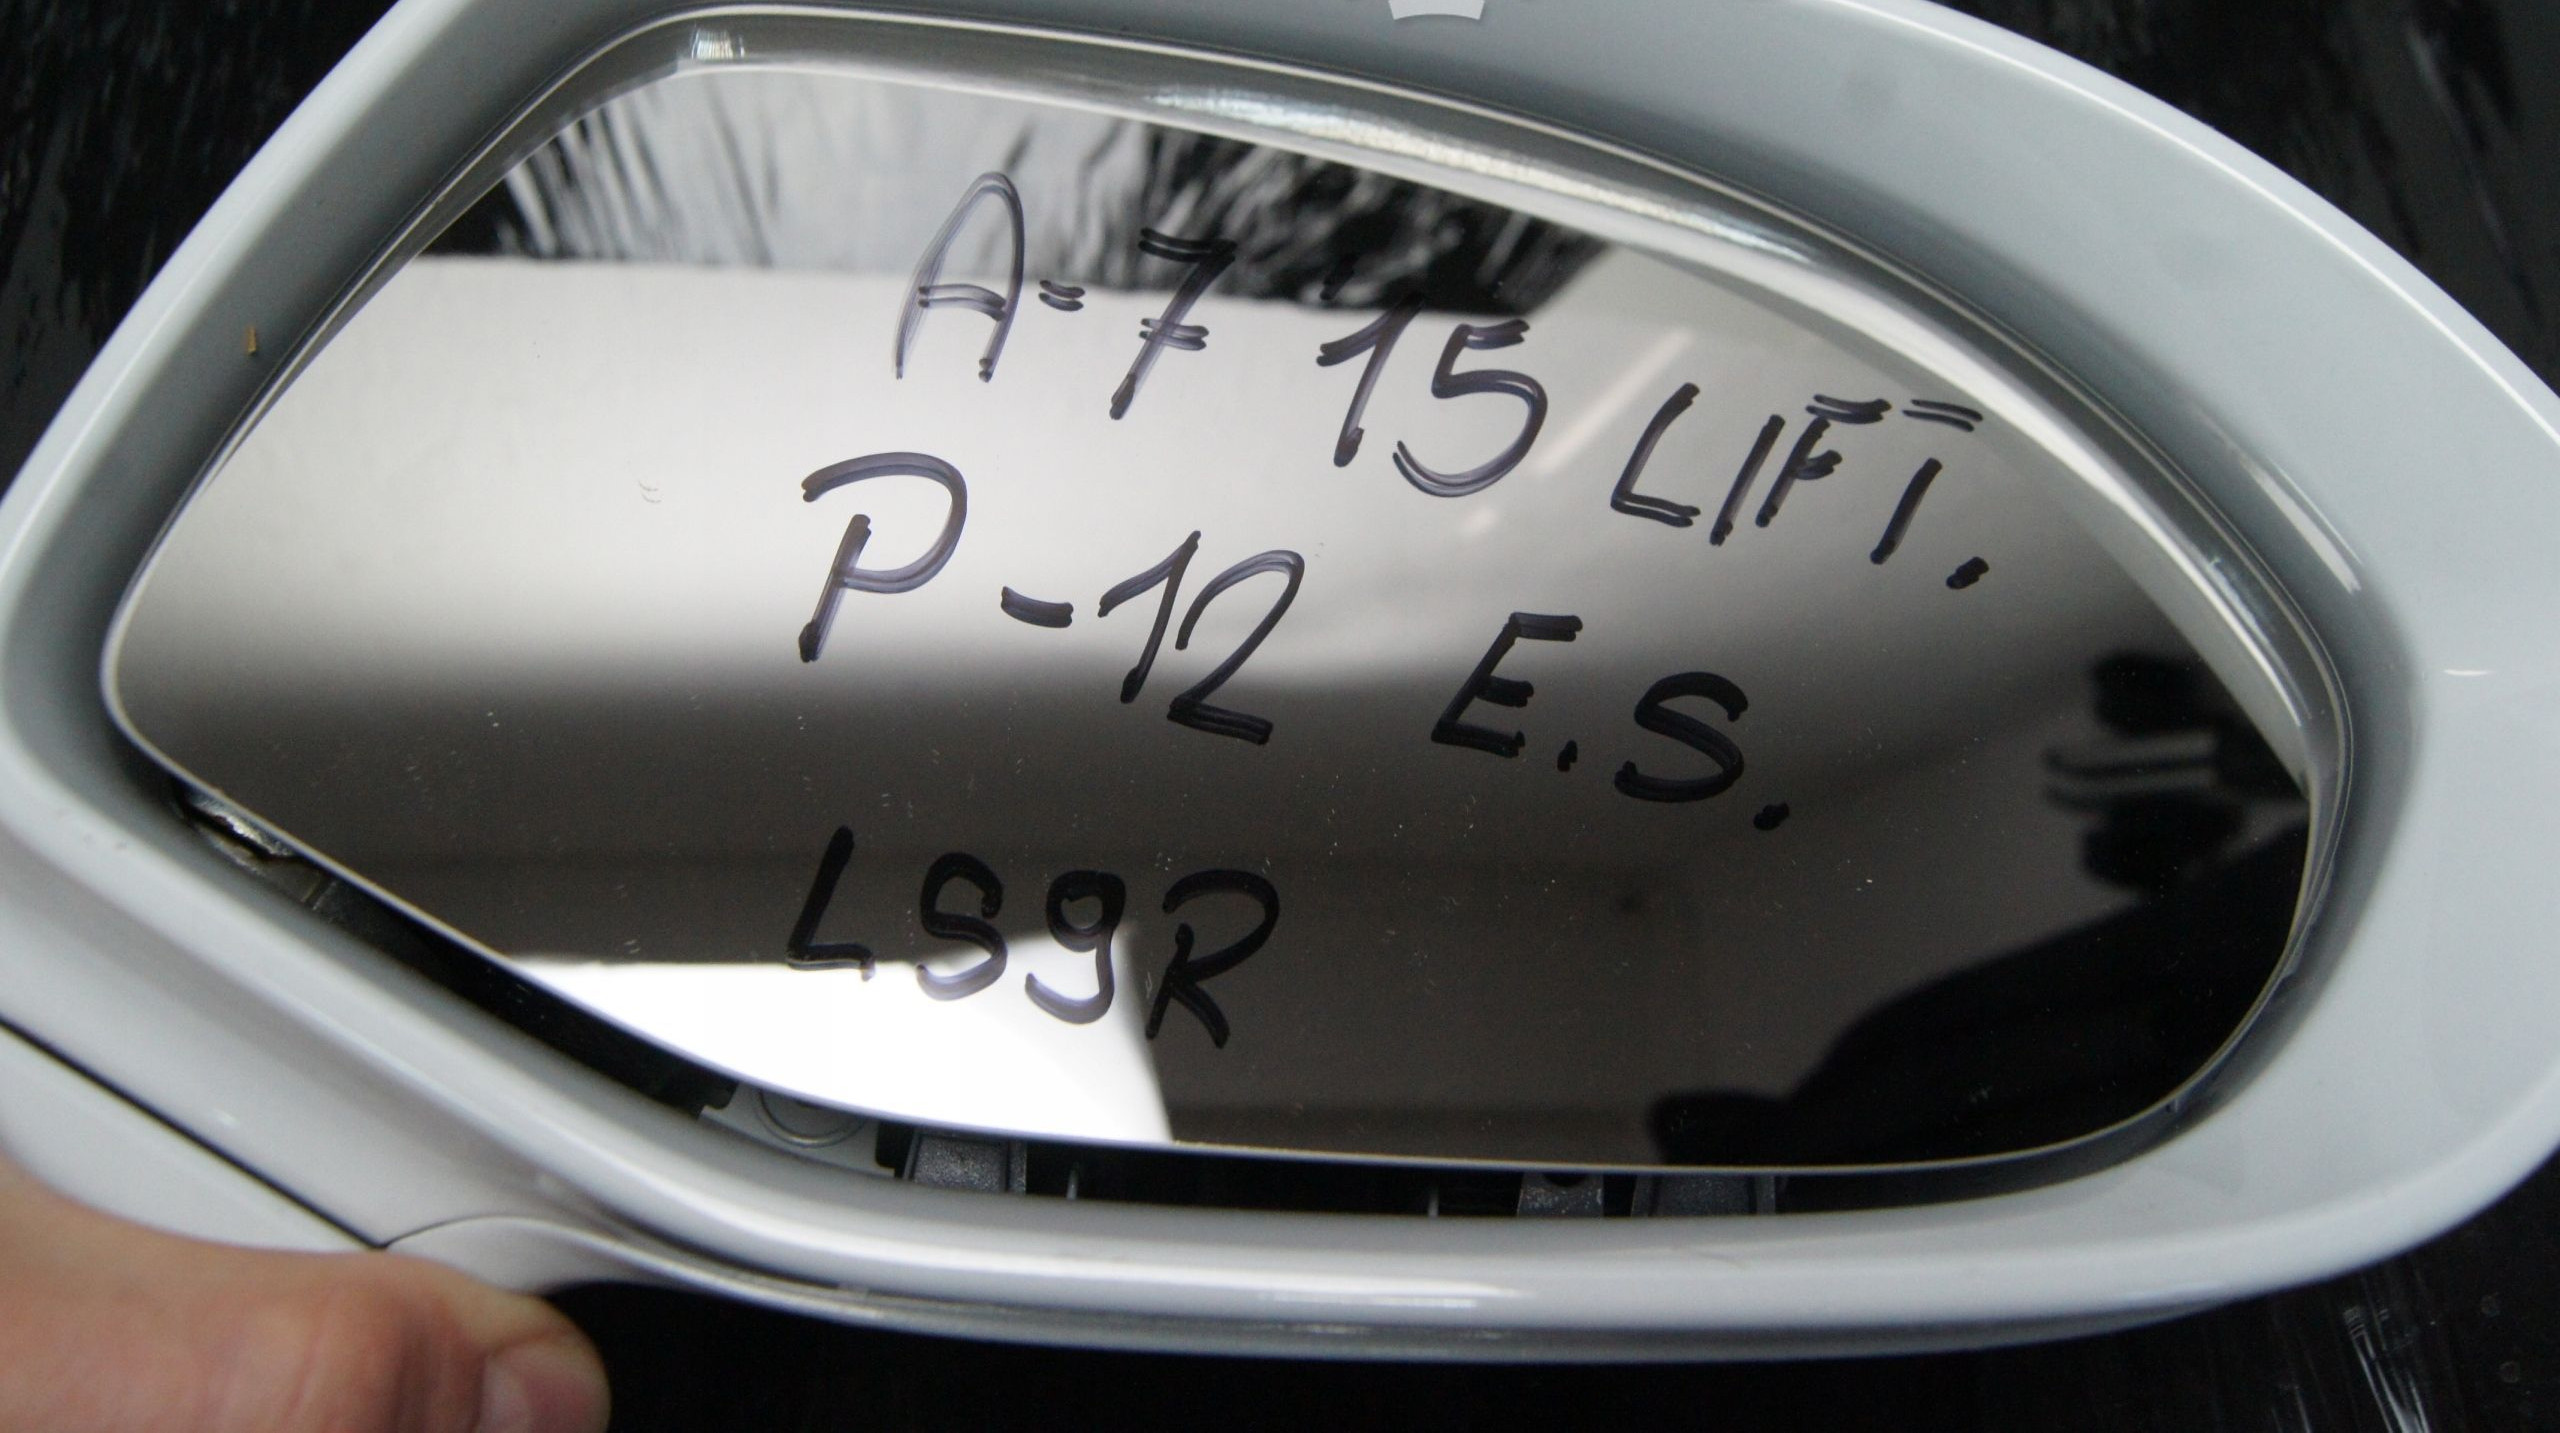 A-7 '15 LIFT.
P-12 E.S.
LS9R